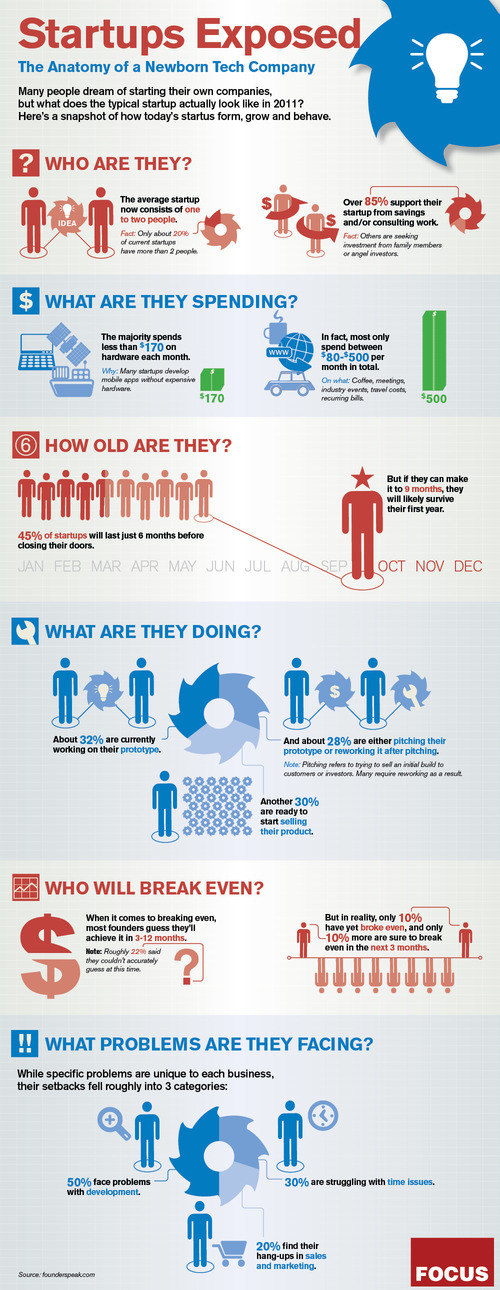 Startups Exposed
The Anatomy of a Newborn Tech Company
Many people dream of starting their own companies,
but what does the typical startup actually look like in 2011?
Here's a snapshot of how today's startus form, grow and behave.
?
WHO ARE THEY?
IDEA
The average startup
now consists of one
to two people.
Fact: Only about 20%
of current startups
have more than 2 people.
$
$
Over 85% support their
startup from savings
and/or consulting work.
Fact: Others are seeking
investment from family members
or angel investors.
$
WHAT ARE THEY SPENDING?
The majority spends
less than $170 on
hardware each month.
Why: Many startups develop
mobile apps without expensive
hardware.
$
$170
WWW
In fact, most only
spend between
$80-$500 per
month in total.
On what: Coffee, meetings,
industry events, travel costs,
recurring bills.
$
$500
6
HOW OLD ARE THEY?
45% of startups will last just 6 months before
closing their doors.
But if they can make
it to 9 months, they
will likely survive
their first year.
JAN FEB MAR APR MAY JUN JUL AUG SEP OCT NOV DEC
WHAT ARE THEY DOING?
$
About 32% are currently
working on their prototype.
And about 28% are either pitching their
prototype or reworking it after pitching.
Note: Pitching refers to trying to sell an initial build to
customers or investors. Many require reworking as a result.
Another 30%
are ready to
start selling
their product.
WHO WILL BREAK EVEN?
$
When it comes to breaking even,
most founders guess they'll
achieve it in 3-12 months.
Note: Roughly 22% said
they couldn't accurately
guess at this time.
?
But in reality, only 10%
have yet broke even, and only
10% more are sure to break
even in the next 3 months.
!!
WHAT PROBLEMS ARE THEY FACING?
While specific problems are unique to each business,
their setbacks fell roughly into 3 categories:
50% face problems
with development.
30% are struggling with time issues.
20% find their
hang-ups in sales
and marketing.
Source: founderspeak.com
FOCUS